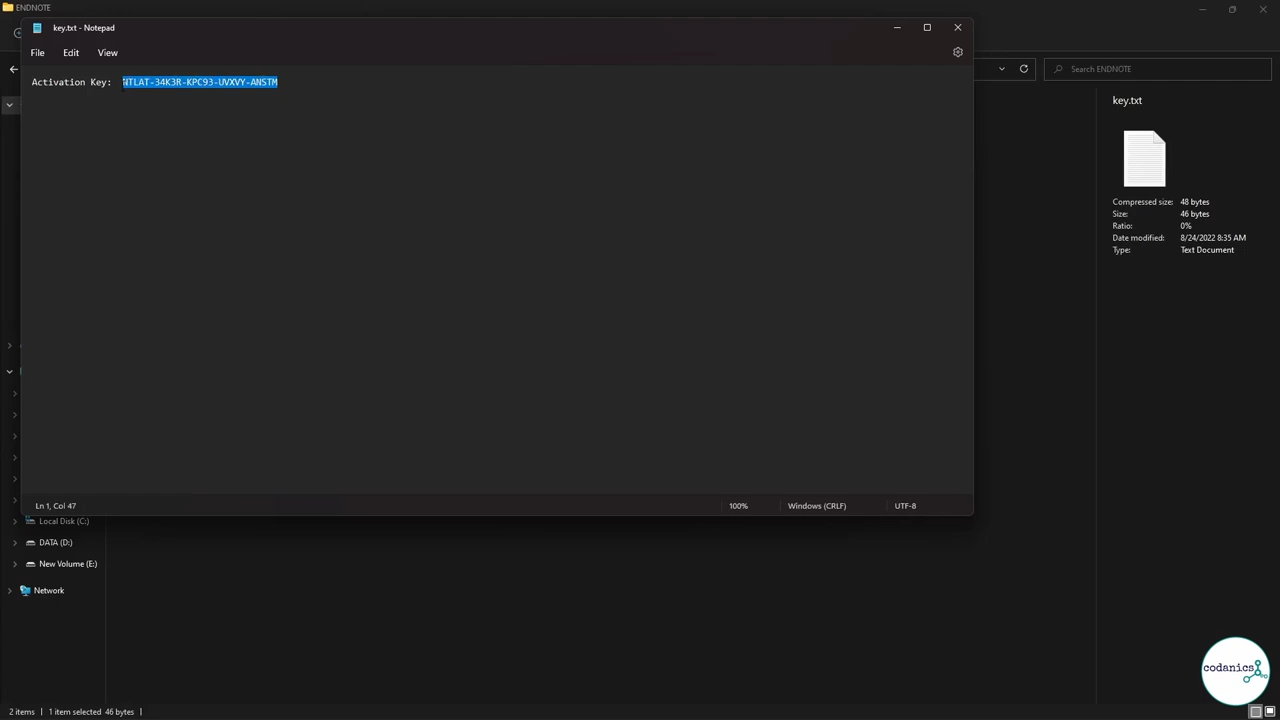 ENDNOTE
key.txt - Notepad
File Edit View
Activation Key: NTLAT-34K3R-KPC93-UVXVY-ANSTM
Search ENDNOTE
key.txt
Compressed size: 48 bytes
Size: 46 bytes
Ratio: 0%
Date modified: 8/24/2022 8:35 AM
Type: Text Document
Ln 1, Col 47
100%
Windows (CRLF)
UTF-8
Local Disk (C:)
DATA (D:)
New Volume (E:)
Network
codanics
2 items 1 item selected 46 bytes